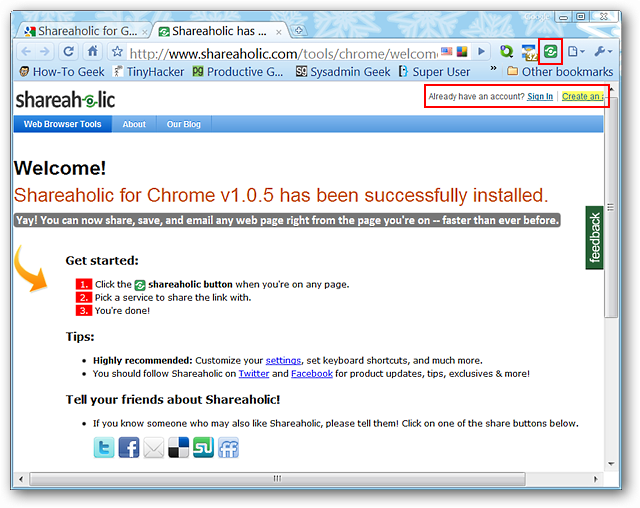 Shareaholic for G...
Shareaholic has ...
http://www.shareaholic.com/tools/chrome/welcom
32
How-To Geek
TinyHacker
Productive G...
Sysadmin Geek
Super User
»
Other bookmarks
shareaholic
Already have an account? Sign In | Create an a
Web Browser Tools
About
Our Blog
Welcome!
Shareaholic for Chrome v1.0.5 has been successfully installed.
Yay! You can now share, save, and email any web page right from the page you're on -- faster than ever before.
feedback
Get started:
1. Click the shareaholic button when you're on any page.
2. Pick a service to share the link with.
3. You're done!
Tips:
• Highly recommended: Customize your settings, set keyboard shortcuts, and much more.
• You should follow Shareaholic on Twitter and Facebook for product updates, tips, exclusives & more!
Tell your friends about Shareaholic!
• If you know someone who may also like Shareaholic, please tell them! Click on one of the share buttons below.